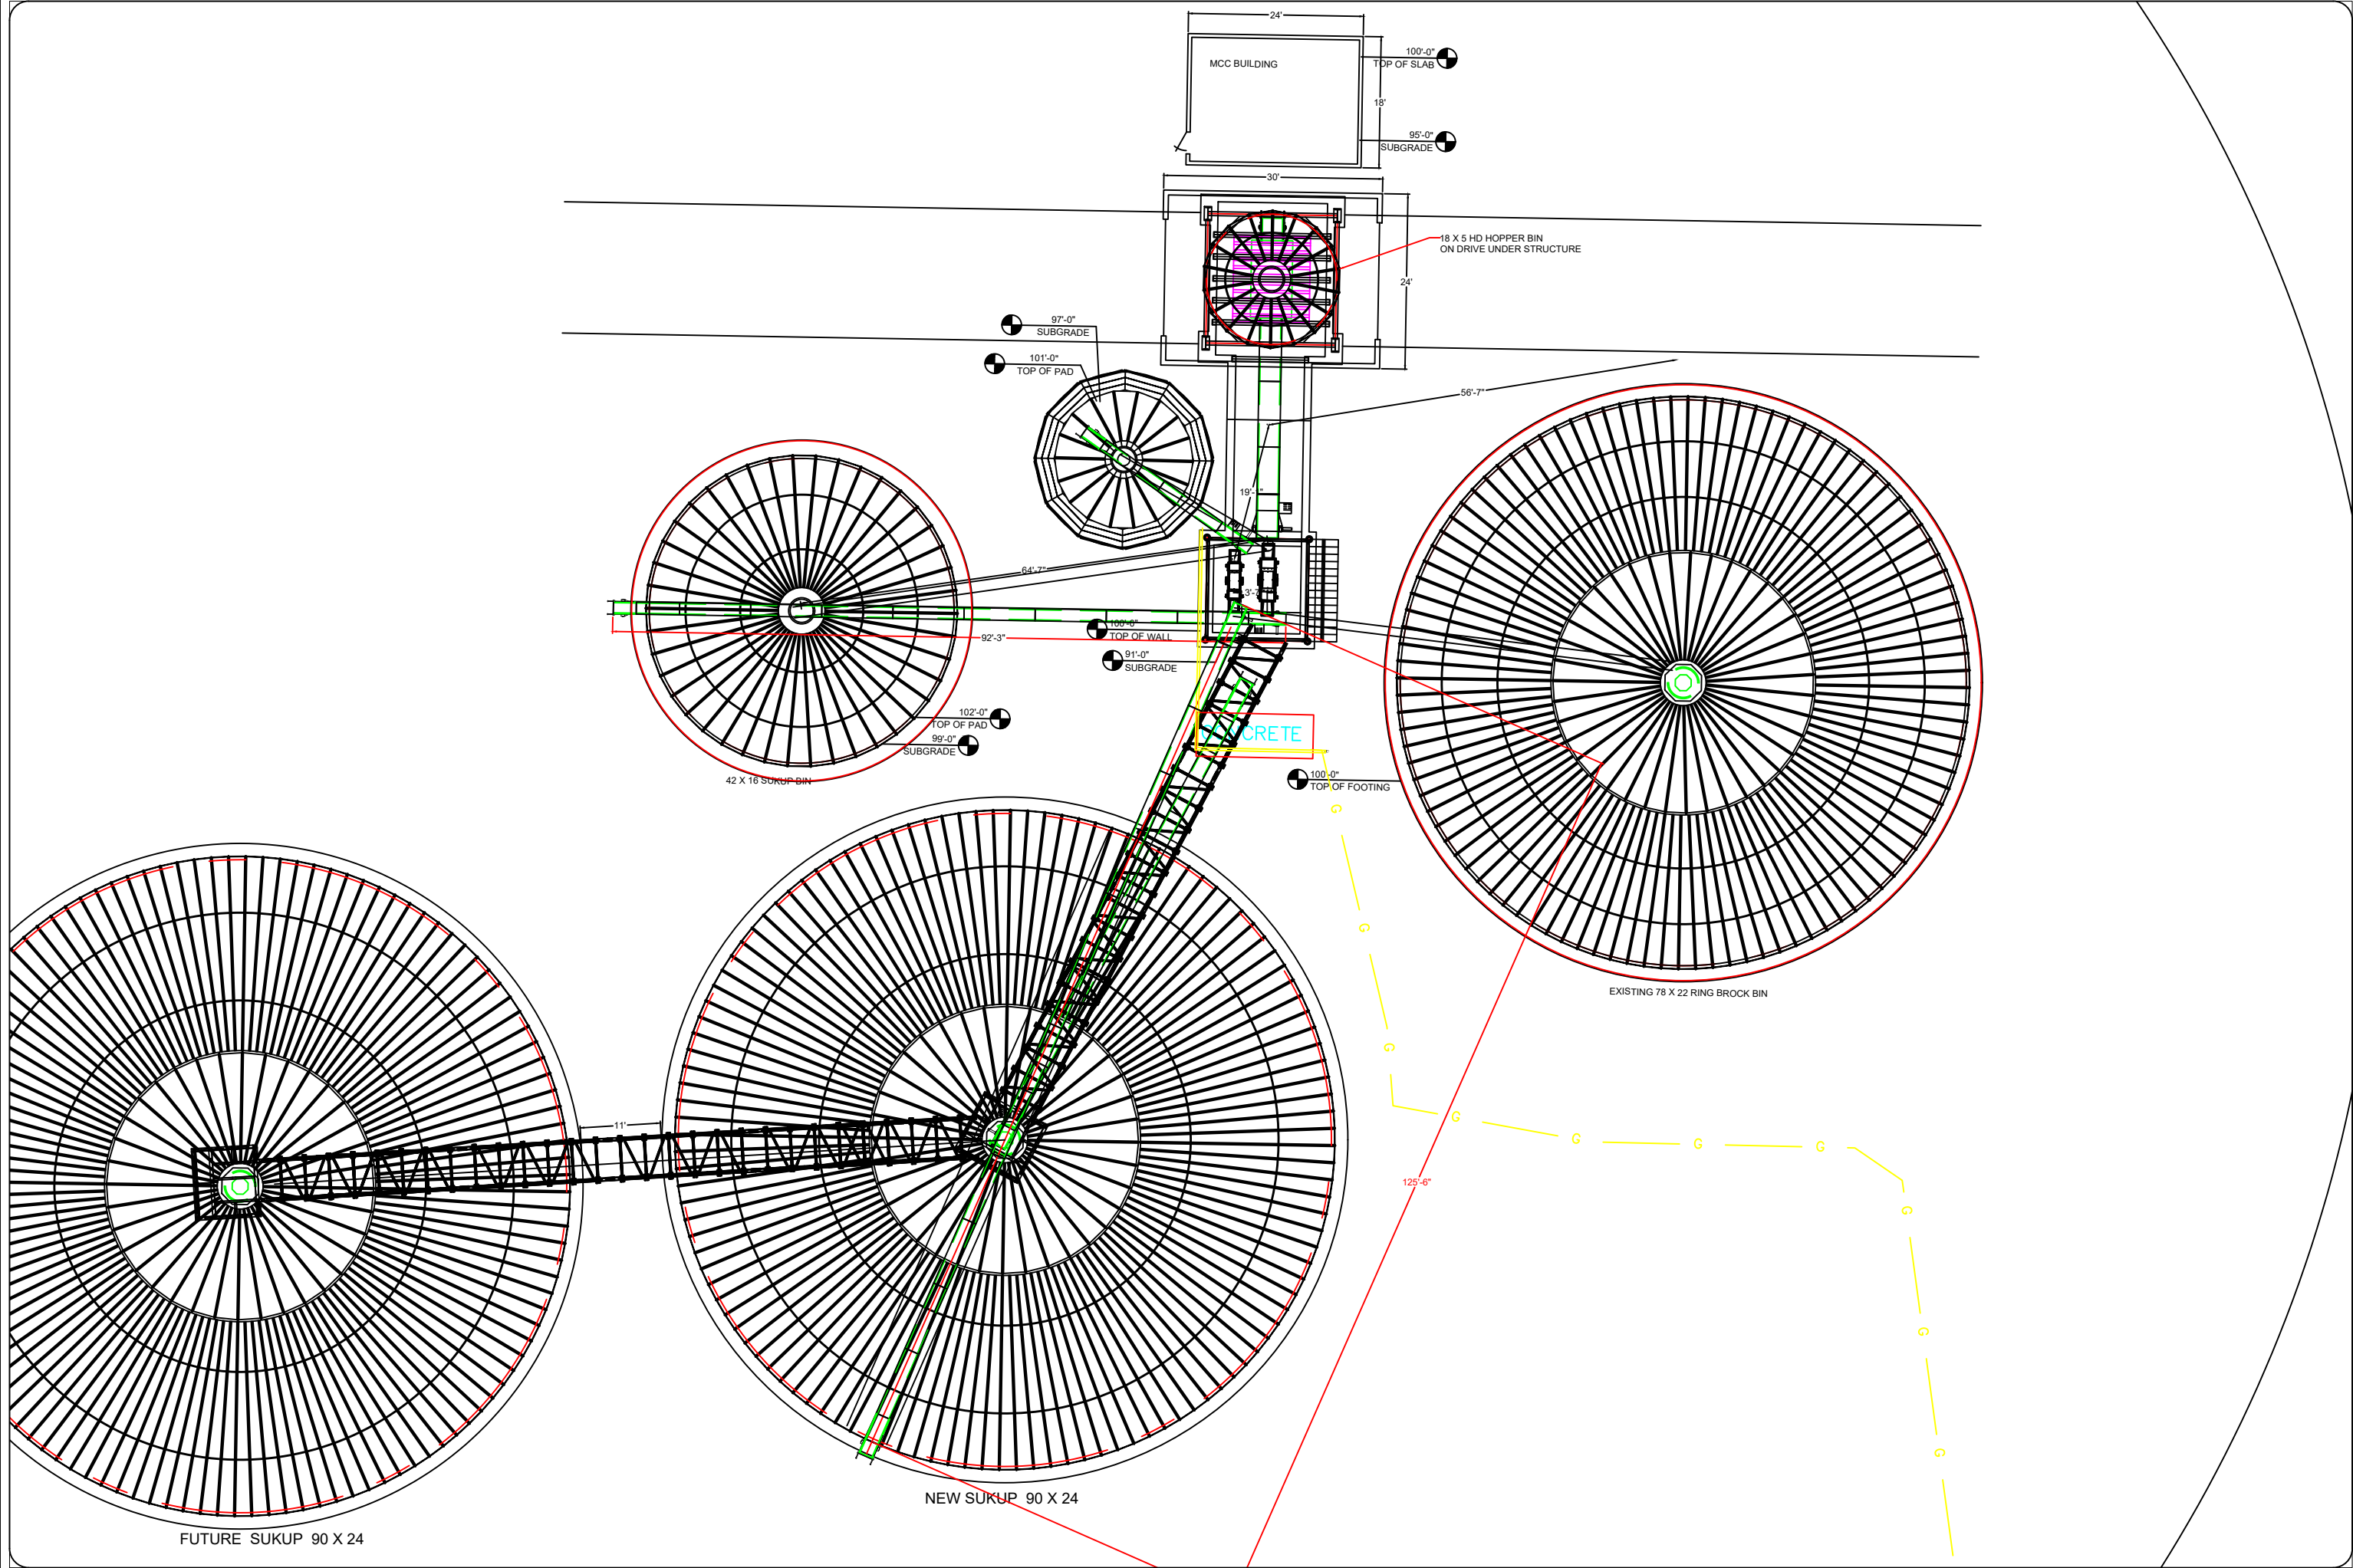 24'
MCC BUILDING
100'-0"
TOP OF SLAB
18'
95'-0"
SUBGRADE
30'
18 X 5 HD HOPPER BIN
ON DRIVE UNDER STRUCTURE
24'
97'-0"
SUBGRADE
101'-0"
TOP OF PAD
56'-7"
64'-7"
92'-3"
100'-0"
TOP OF WALL
91'-0"
SUBGRADE
102'-0"
TOP OF PAD
99'-0"
SUBGRADE
42 X 16 SUKUP BIN
100'-0"
TOP OF FOOTING
EXISTING 78 X 22 RING BROCK BIN
G
G
G
G
G
G
G
G
G
G
11'
125'-6"
NEW SUKUP 90 X 24
FUTURE SUKUP 90 X 24